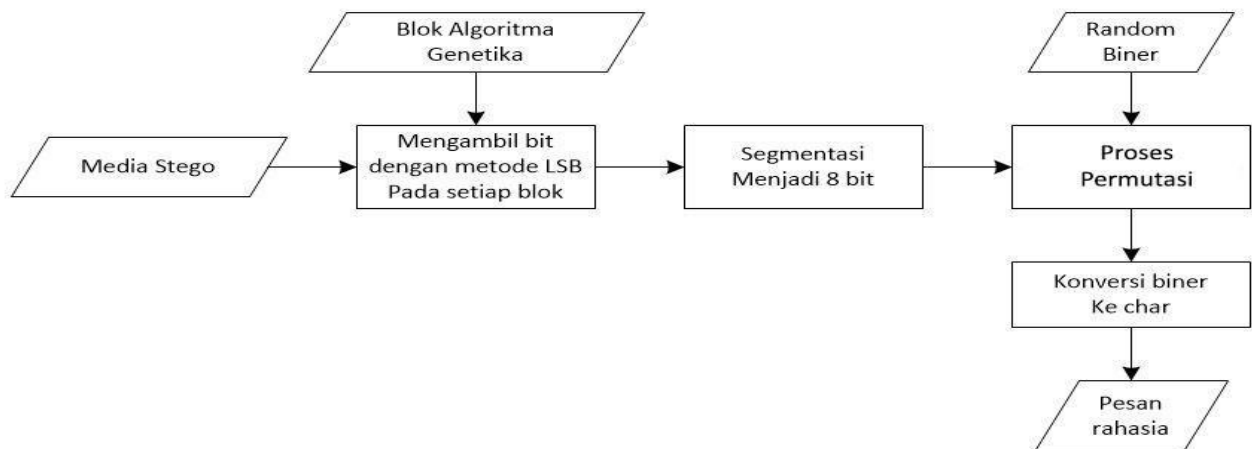 Blok Algoritma
Genetika
Random
Biner
Media Stego
Mengambil bit
dengan metode LSB
Pada setiap blok
Segmentasi
Menjadi 8 bit
Proses
Permutasi
Konversi biner
Ke char
Pesan
rahasia